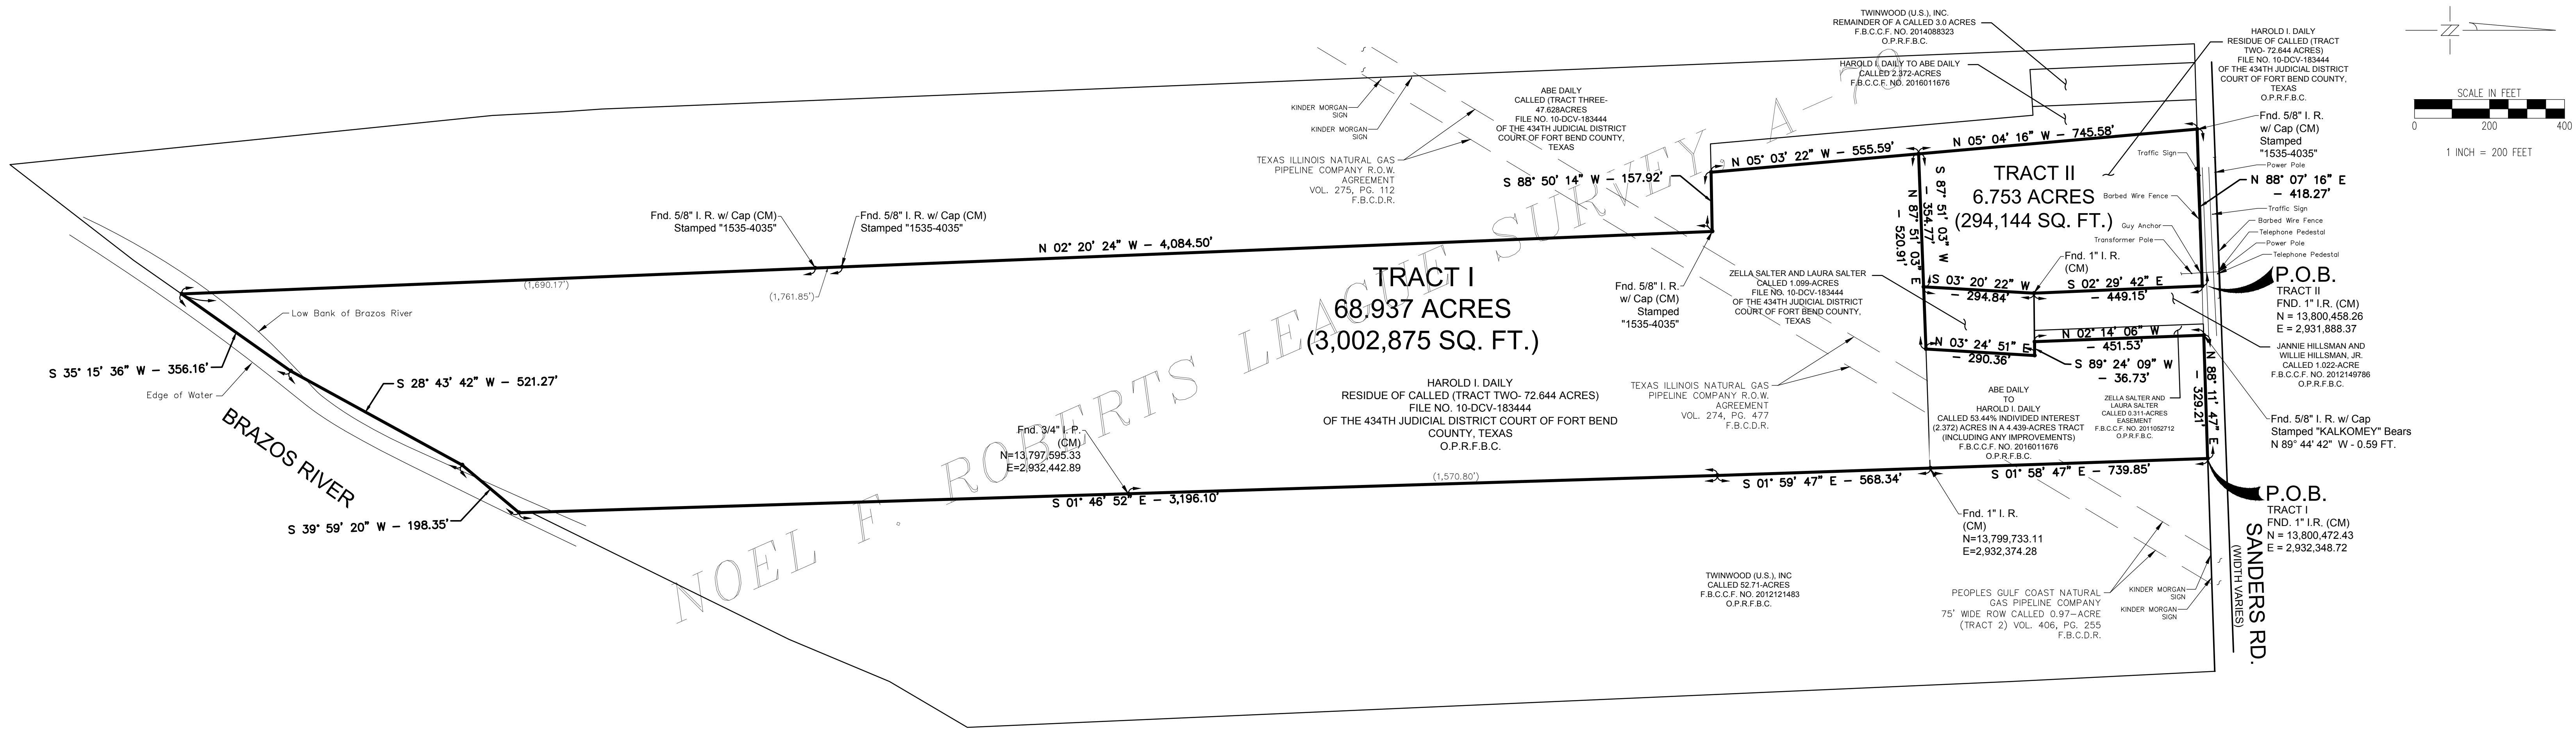 TWINWOOD (U.S.), INC.
REMAINDER OF A CALLED 3.0 ACRES
F.B.C.C.F. NO. 2014088323
O.P.R.F.B.C.
HAROLD I. DAILY
RESIDUE OF CALLED (TRACT
TWO- 72.644 ACRES)
FILE NO. 10-DCV-183444
OF THE 434TH JUDICIAL DISTRICT
COURT OF FORT BEND COUNTY,
TEXAS
O.P.R.F.B.C.
Z
SCALE IN FEET
0 200 400
1 INCH = 200 FEET
HAROLD I. DAILY TO ABE DAILY
CALLED 2.372-ACRES
F.B.C.C.F. NO. 2016011676
KINDER MORGAN
SIGN
KINDER MORGAN
SIGN
ABE DAILY
CALLED (TRACT THREE-
47.628ACRES
FILE NO. 10-DCV-183444
OF THE 434TH JUDICIAL DISTRICT
COURT OF FORT BEND COUNTY,
TEXAS
TEXAS ILLINOIS NATURAL GAS
PIPELINE COMPANY R.O.W.
AGREEMENT
VOL. 275, PG. 112
F.B.C.D.R.
Fnd. 5/8" I. R.
w/ Cap (CM)
Stamped
"1535-4035"
N 05° 03' 22" W - 555.59'
N 05° 04' 16" W - 745.58'
S 88° 50' 14" W - 157.92'
TRACT II
6.753 ACRES
(294,144 SQ. FT.)
Traffic Sign
Power Pole
N 88° 07' 16" E
- 418.27'
Barbed Wire Fence
Traffic Sign
Barbed Wire Fence
Guy Anchor
Telephone Pedestal
Transformer Pole
Power Pole
Telephone Pedestal
S 87° 51' 03" W
- 354.77'
N 87° 51' 03" E
- 520.91'
Fnd. 5/8" I. R. w/ Cap (CM)
Stamped "1535-4035"
Fnd. 5/8" I. R. w/ Cap (CM)
Stamped "1535-4035"
N 02° 20' 24" W - 4,084.50'
(1,690.17')
(1,761.85')
Low Bank of Brazos River
TRACT I
68,937 ACRES
(3,002,875 SQ. FT.)
Fnd. 5/8" I. R.
w/ Cap (CM)
Stamped
"1535-4035"
ZELLA SALTER AND LAURA SALTER
CALLED 1.099-ACRES
FILE NO. 10-DCV-183444
OF THE 434TH JUDICIAL DISTRICT
COURT OF FORT BEND COUNTY,
TEXAS
Fnd. 1" I. R.
(CM)
S 03° 20' 22" W
- 294.84'
S 02° 29' 42" E
- 449.15'
P.O.B.
TRACT II
FND. 1" I.R. (CM)
N = 13,800,458.26
E = 2,931,888.37
N 02° 14' 06" W
- 451.53'
N 03° 24' 51" E
- 290.36'
S 89° 24' 09" W
- 36.73'
N 88° 11' 47" E
- 329.21'
JANNIE HILLSMAN AND
WILLIE HILLSMAN, JR.
CALLED 1.022-ACRE
F.B.C.C.F. NO. 2012149786
O.P.R.F.B.C.
S 35° 15' 36" W - 356.16'
Edge of Water
S 28° 43' 42" W - 521.27'
BRAZOS RIVER
S 39° 59' 20" W - 198.35'
HAROLD I. DAILY
RESIDUE OF CALLED (TRACT TWO- 72.644 ACRES)
FILE NO. 10-DCV-183444
OF THE 434TH JUDICIAL DISTRICT COURT OF FORT BEND
COUNTY, TEXAS
O.P.R.F.B.C.
TEXAS ILLINOIS NATURAL GAS
PIPELINE COMPANY R.O.W.
AGREEMENT
VOL. 274, PG. 477
F.B.C.D.R.
ABE DAILY
TO
HAROLD I. DAILY
CALLED 53.44% INDIVIDED INTEREST
(2.372) ACRES IN A 4.439-ACRES TRACT
(INCLUDING ANY IMPROVEMENTS)
F.B.C.C.F. NO. 2016011676
O.P.R.F.B.C.
ZELLA SALTER AND
LAURA SALTER
CALLED 0.311-ACRES
EASEMENT
F.B.C.C.F. NO. 2011052712
O.P.R.F.B.C.
Fnd. 5/8" I. R. w/ Cap
Stamped "KALKOMEY" Bears
N 89° 44' 42" W - 0.59 FT.
Fnd. 3/4" I. P.
(CM)
N=13,797,595.33
E=2,932,442.89
(1,570.80')
S 01° 46' 52" E - 3,196.10'
S 01° 59' 47" E - 568.34'
S 01° 58' 47" E - 739.85'
P.O.B.
TRACT I
FND. 1" I.R. (CM)
N = 13,800,472.43
E = 2,932,348.72
Fnd. 1" I. R.
(CM)
N=13,799,733.11
E=2,932,374.28
NOEL F. ROBERTS LEAGUE SURVEY, A-70
TWINWOOD (U.S.), INC
CALLED 52.71-ACRES
F.B.C.C.F. NO. 2012121483
O.P.R.F.B.C.
PEOPLES GULF COAST NATURAL
GAS PIPELINE COMPANY
75' WIDE ROW CALLED 0.97-ACRE
(TRACT 2) VOL. 406, PG. 255
F.B.C.D.R.
KINDER MORGAN
SIGN
KINDER MORGAN
SIGN
SANDERS RD.
(WIDTH VARIES)